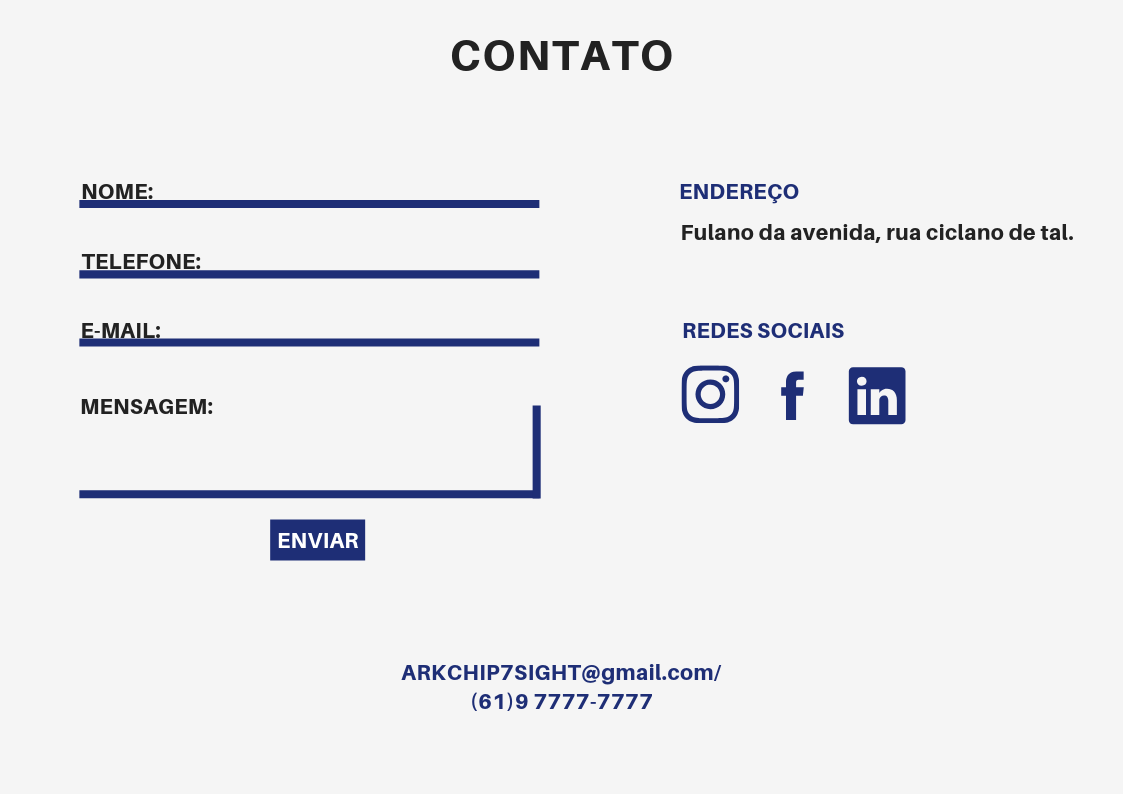 CONTATO
NOME:
TELEFONE:
E-MAIL:
MENSAGEM:
ENVIAR
ENDEREÇO
Fulano da avenida, rua ciclano de tal.
REDES SOCIAIS
f
in
ARKCHIP7SIGHT@gmail.com/
(61)9 7777-7777